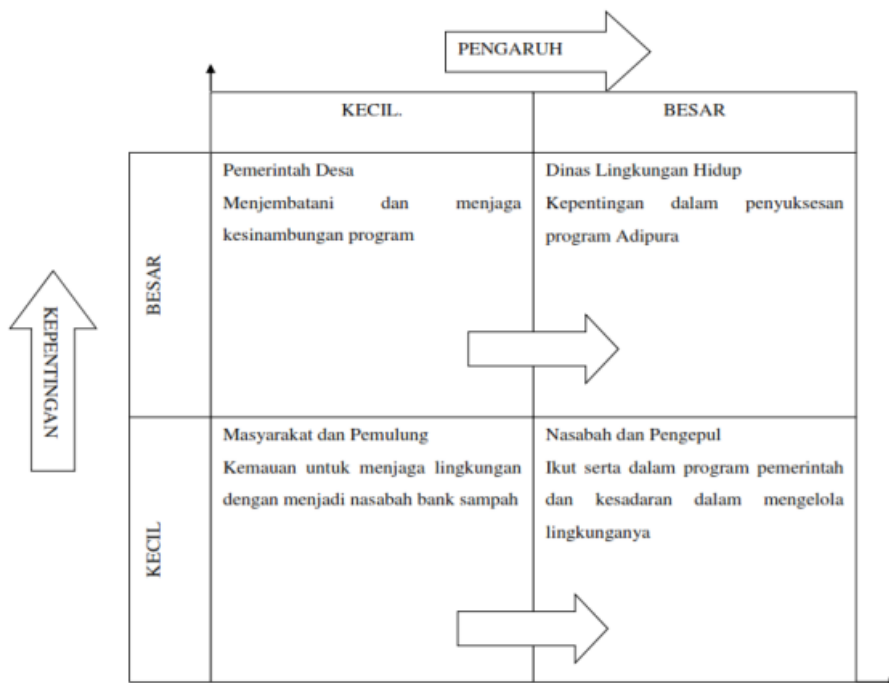 PENGARUH
KECIL.
BESAR
KEPENTINGAN
BESAR
Pemerintah Desa
Menjembatani dan menjaga
kesinambungan program
Dinas Lingkungan Hidup
Kepentingan dalam penyuksesan
program Adipura
KECIL
Masyarakat dan Pemulung
Kemauan untuk menjaga lingkungan
dengan menjadi nasabah bank sampah
Nasabah dan Pengepul
Ikut serta dalam program pemerintah
dan kesadaran dalam mengelola
lingkunganya